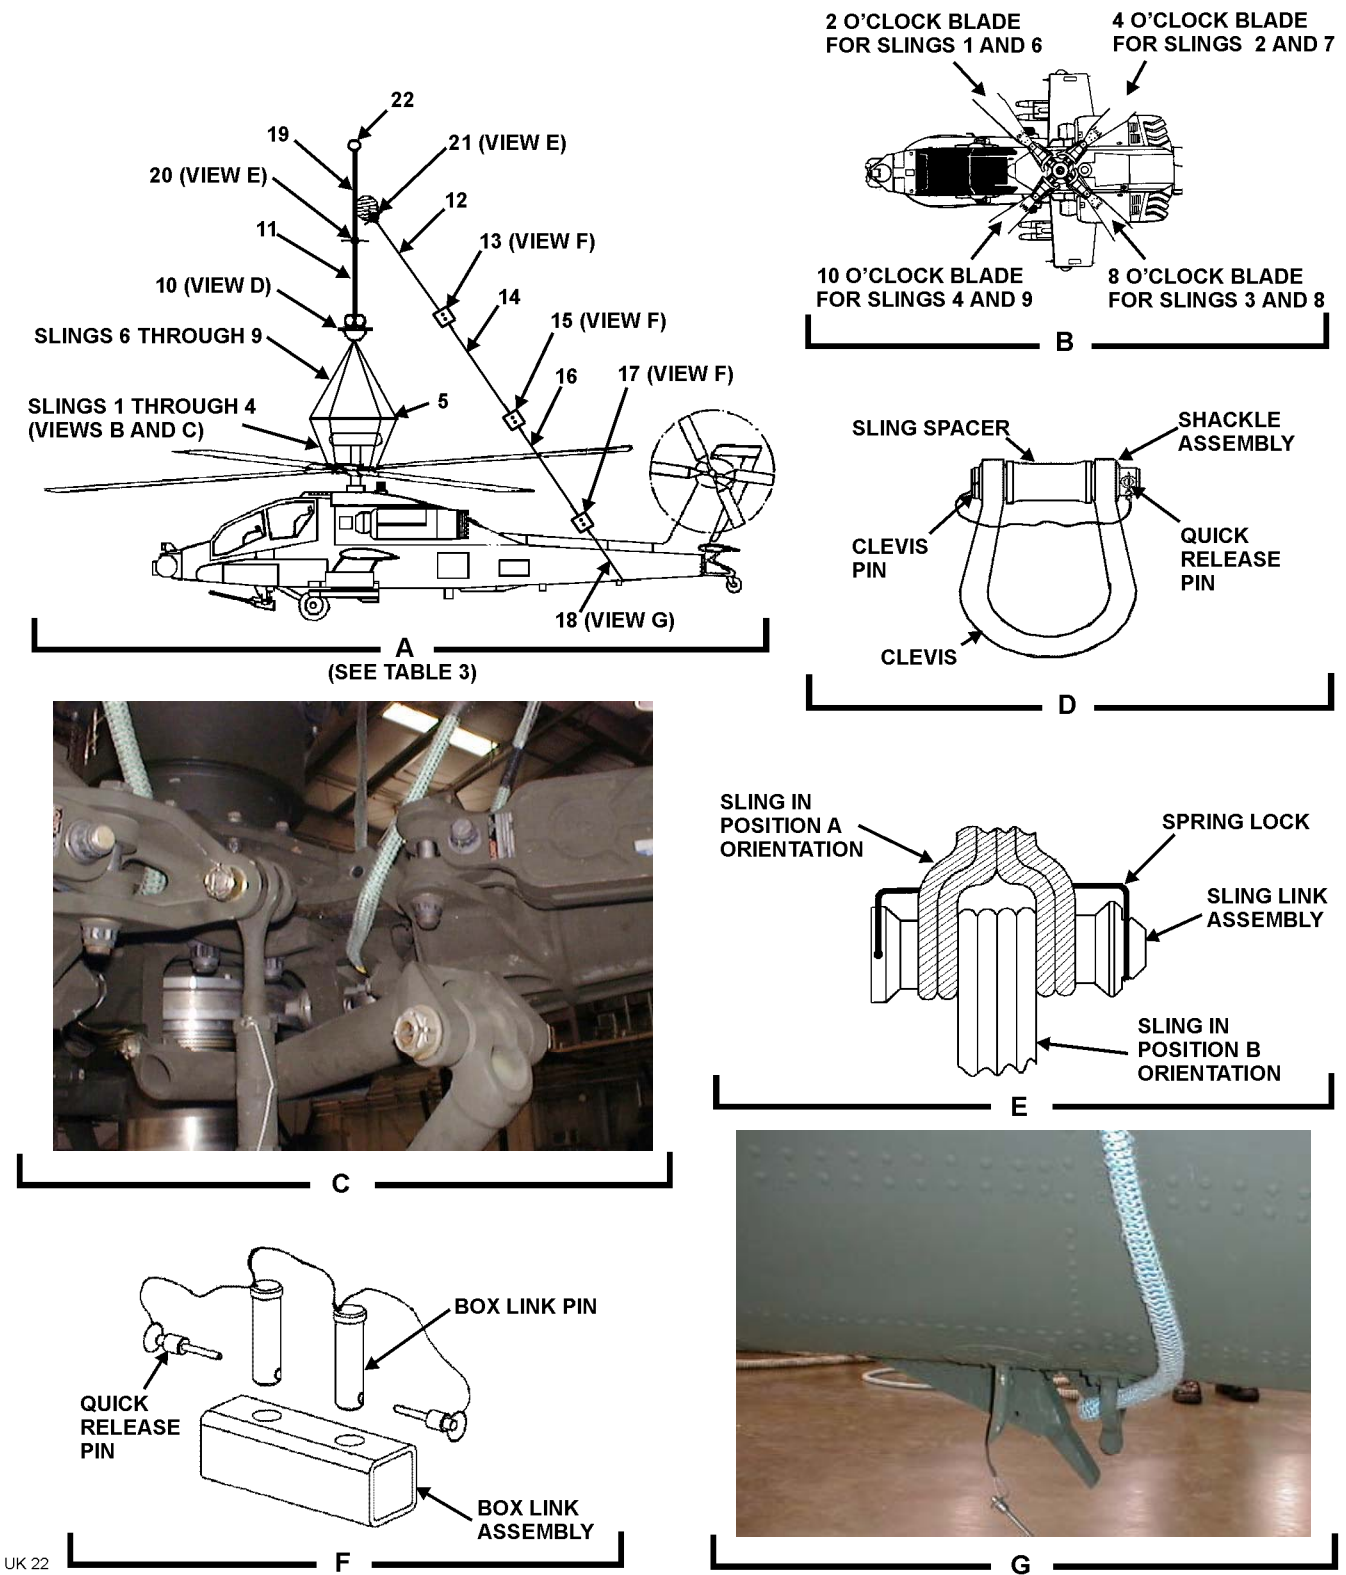 22
19
21 (VIEW E)
20 (VIEW E)
12
11
13 (VIEW F)
10 (VIEW D)
14
15 (VIEW F)
SLINGS 6 THROUGH 9
16
17 (VIEW F)
SLINGS 1 THROUGH 4
(VIEWS B AND C)
5
18 (VIEW G)
A
(SEE TABLE 3)
2 O'CLOCK BLADE
FOR SLINGS 1 AND 6
4 O'CLOCK BLADE
FOR SLINGS 2 AND 7
10 O'CLOCK BLADE
FOR SLINGS 4 AND 9
8 O'CLOCK BLADE
FOR SLINGS 3 AND 8
B
SLING SPACER
SHACKLE
ASSEMBLY
CLEVIS
PIN
QUICK
RELEASE
PIN
CLEVIS
D
C
SLING IN
POSITION A
ORIENTATION
SPRING LOCK
SLING LINK
ASSEMBLY
SLING IN
POSITION B
ORIENTATION
E
BOX LINK PIN
QUICK
RELEASE
PIN
BOX LINK
ASSEMBLY
F
G
UK 22